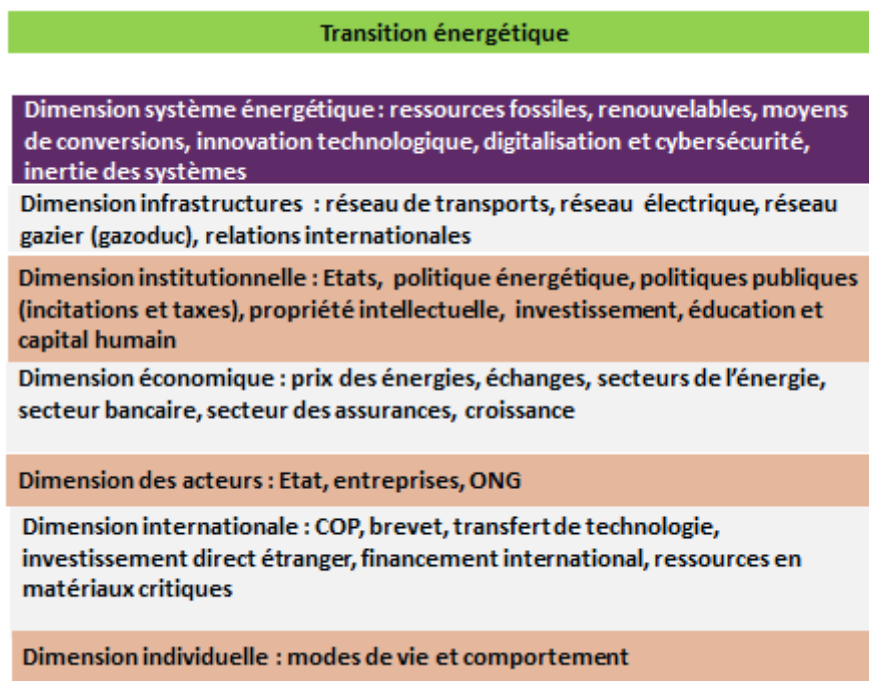 Transition énergétique
Dimension système énergétique : ressources fossiles, renouvelables, moyens
de conversions, innovation technologique, digitalisation et cybersécurité,
inertie des systèmes
Dimension infrastructures : réseau de transports, réseau électrique, réseau
gazier (gazoduc), relations internationales
Dimension institutionnelle : Etats, politique énergétique, politiques publiques
(incitations et taxes), propriété intellectuelle, investissement, éducation et
capital humain
Dimension économique : prix des énergies, échanges, secteurs de l'énergie,
secteur bancaire, secteur des assurances, croissance
Dimension des acteurs : Etat, entreprises, ONG
Dimension internationale : COP, brevet, transfert de technologie,
investissement direct étranger, financement international, ressources en
matériaux critiques
Dimension individuelle : modes de vie et comportement